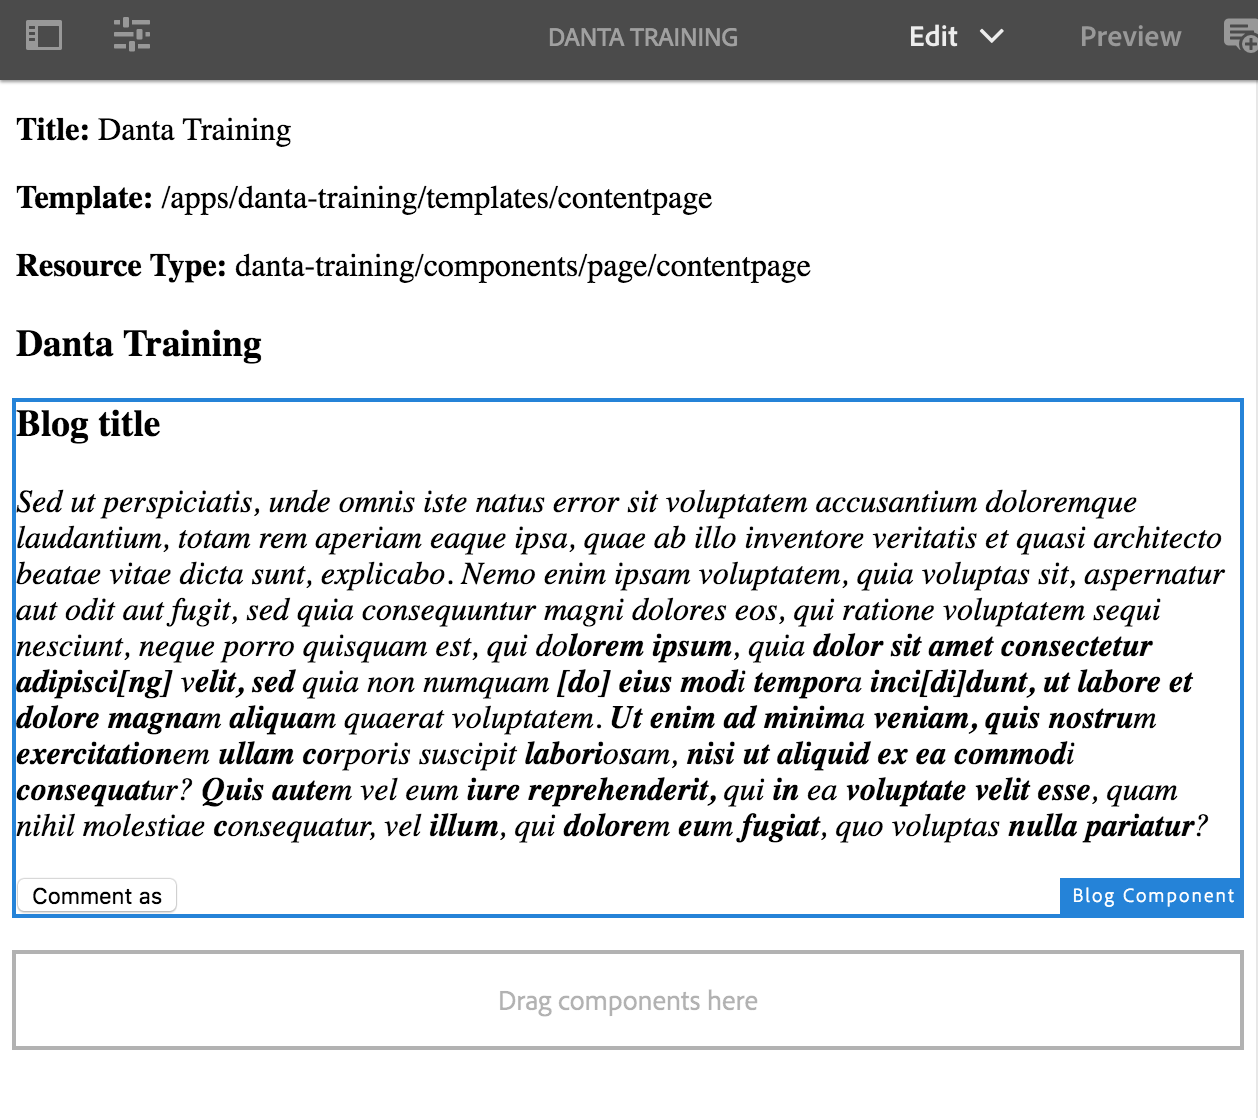 DANTA TRAINING
Edit
Preview
Title: Danta Training
Template: /apps/danta-training/templates/contentpage
Resource Type: danta-training/components/page/contentpage
Danta Training
Blog title
Sed ut perspiciatis, unde omnis iste natus error sit voluptatem accusantium doloremque
laudantium, totam rem aperiam eaque ipsa, quae ab illo inventore veritatis et quasi architecto
beatae vitae dicta sunt, explicabo. Nemo enim ipsam voluptatem, quia voluptas sit, aspernatur
aut odit aut fugit, sed quia consequuntur magni dolores eos, qui ratione voluptatem sequi
nesciunt, neque porro quisquam est, qui dolorem ipsum, quia dolor sit amet consectetur
adipisci[ng] velit, sed quia non numquam [do] eius modi tempora inci[di]dunt, ut labore et
dolore magnam aliquam quaerat voluptatem. Ut enim ad minima veniam, quis nostrum
exercitationem ullam corporis suscipit laboriosam, nisi ut aliquid ex ea commodi
consequatur? Quis autem vel eum iure reprehenderit, qui in ea voluptate velit esse, quam
nihil molestiae consequatur, vel illum, qui dolorem eum fugiat, quo voluptas nulla pariatur?
Comment as
Blog Component
Drag components here